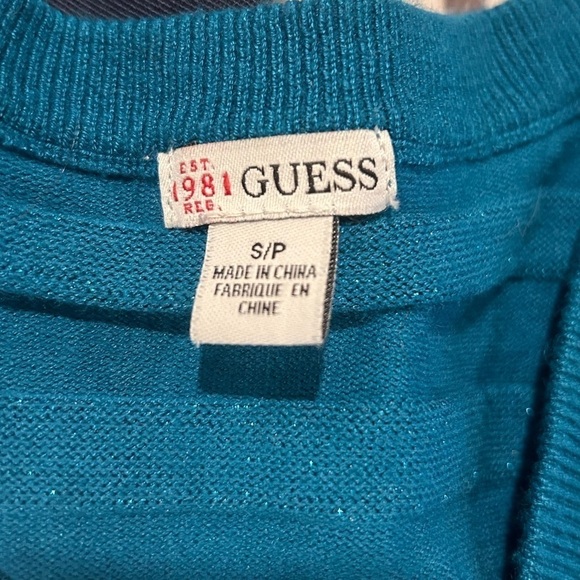 EST.
1981 GUESS
REG.
S/P
MADE IN CHINA
FABRIQUE EN
CHINE